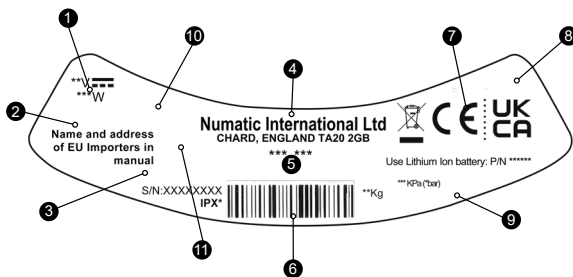 1
10
7
8
4
**V
***W
2
Name and address
of EU Importers in
manual
3
Numatic International Ltd
CHARD, ENGLAND TA20 2GB
***_***
5
CE
UK
CA
Use Lithium Ion battery: P/N ******
*** KPa (*bar)
S/N:XXXXXXXX
IPX*
**Kg
9
11
6